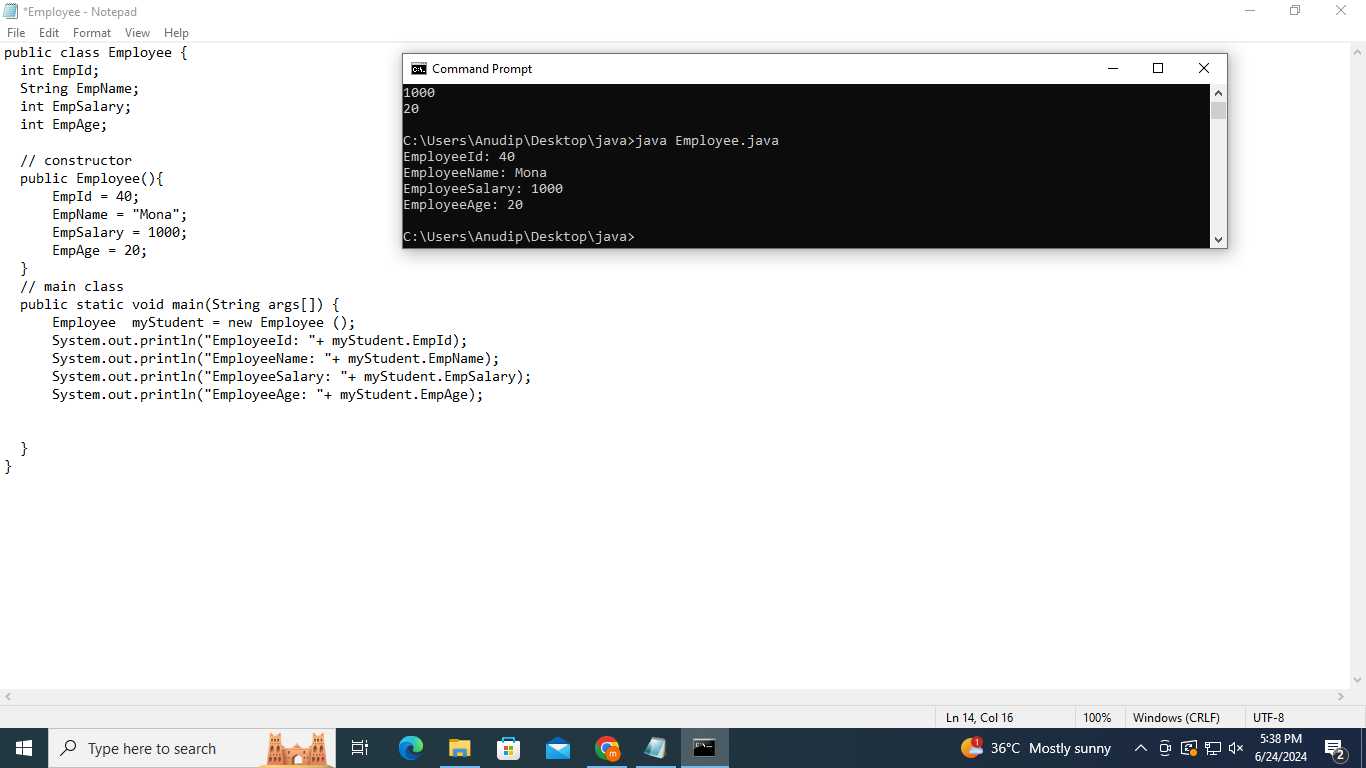 *Employee - Notepad
File Edit Format View Help
public class Employee {
  int EmpId;
  String EmpName;
  int EmpSalary;
  int EmpAge;
  // constructor
  public Employee(){
      EmpId = 40;
      EmpName = "Mona";
      EmpSalary = 1000;
      EmpAge = 20;
  }
  // main class
  public static void main(String args[]) {
      Employee  myStudent = new Employee ();
      System.out.println("EmployeeId: "+ myStudent.EmpId);
      System.out.println("EmployeeName: "+ myStudent.EmpName);
      System.out.println("EmployeeSalary: "+ myStudent.EmpSalary);
      System.out.println("EmployeeAge: "+ myStudent.EmpAge);
  }
}
Command Prompt
1000
20
C:\Users\Anudip\Desktop\java>java Employee.java
EmployeeId: 40
EmployeeName: Mona
EmployeeSalary: 1000
EmployeeAge: 20
C:\Users\Anudip\Desktop\java>
Ln 14, Col 16 100% Windows (CRLF) UTF-8
Type here to search
m
1 36°C Mostly sunny
5:38 PM
6/24/2024
2